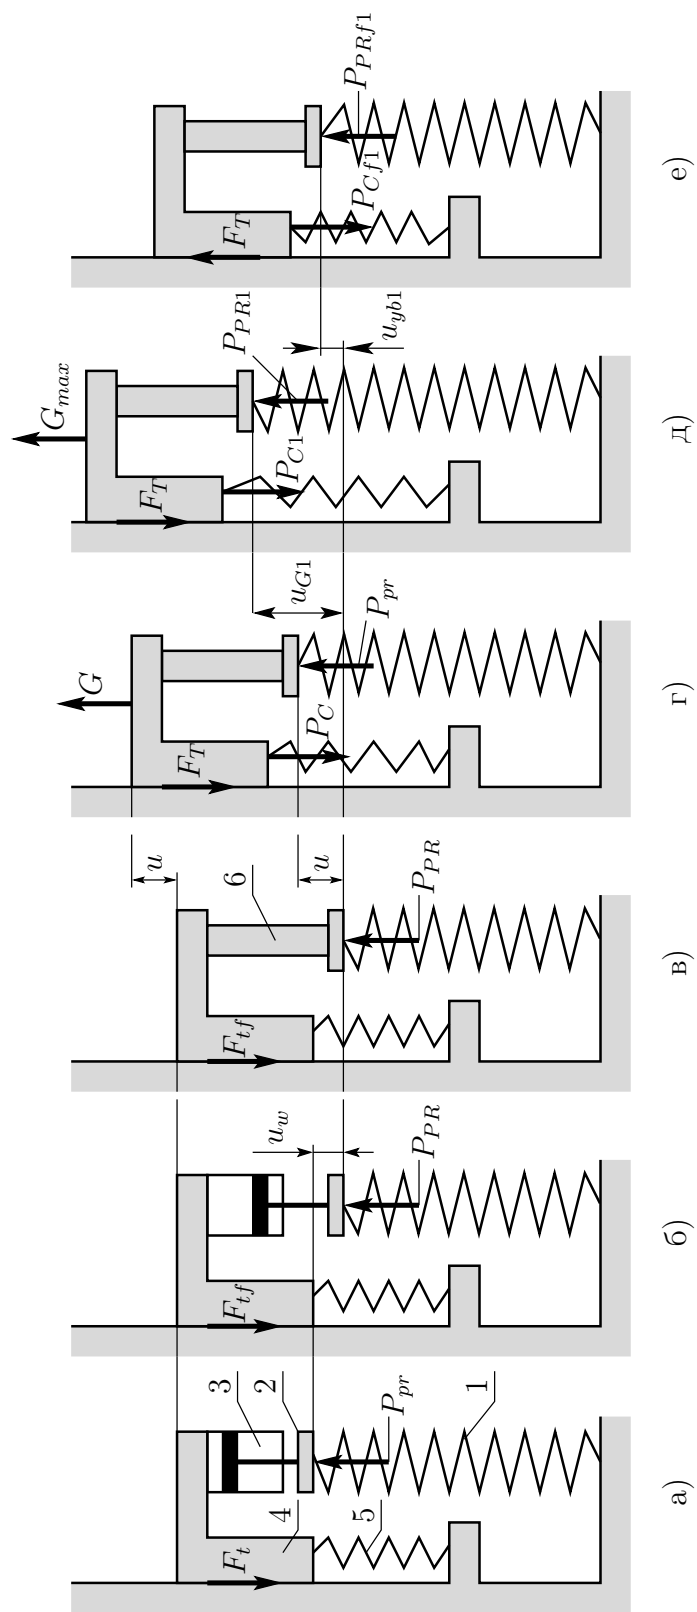 F_t
3
2
4
5
P_pr
1
а)
F_tf
u_w
P_PR
б)
F_tf
6
P_PR
в)
u
u
G
F_T
P_C
P_pr
г)
u_G1
G_max
F_T
P_C1
P_PR1
д)
u_yb1
F_T
P_Cf1
P_PRf1
е)